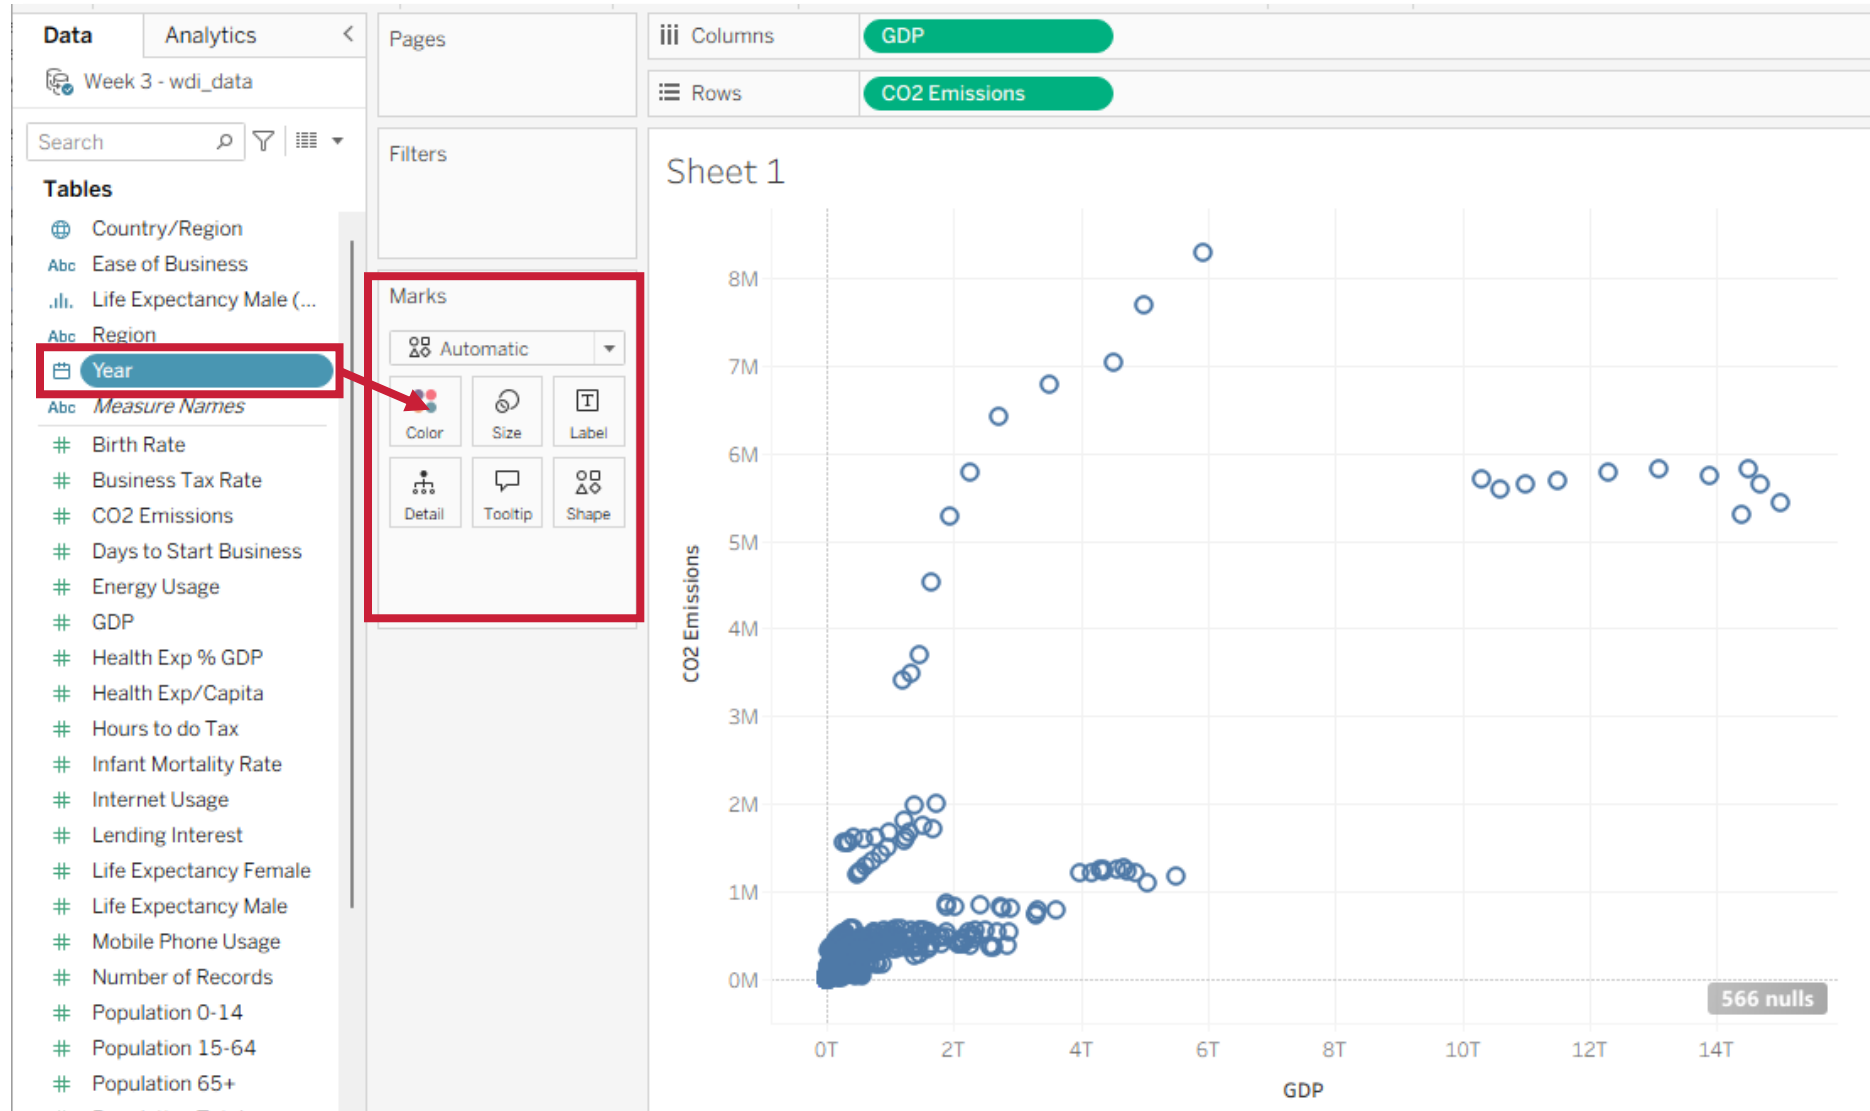 Data
Analytics
Week 3 - wdi_data
Search
Tables
Country/Region
Abc Ease of Business
Life Expectancy Male (...
Abc Region
Year
Abc Measure Names
# Birth Rate
# Business Tax Rate
# CO2 Emissions
# Days to Start Business
# Energy Usage
# GDP
# Health Exp % GDP
# Health Exp/Capita
# Hours to do Tax
# Infant Mortality Rate
# Internet Usage
# Lending Interest
# Life Expectancy Female
# Life Expectancy Male
# Mobile Phone Usage
# Number of Records
# Population 0-14
# Population 15-64
# Population 65+
Pages
Filters
Marks
Automatic
Color Size Label
Detail Tooltip Shape
Columns GDP
Rows CO2 Emissions
Sheet 1
8M
7M
6M
5M
4M
3M
2M
1M
0M
CO2 Emissions
566 nulls
0T 2T 4T 6T 8T 10T 12T 14T
GDP